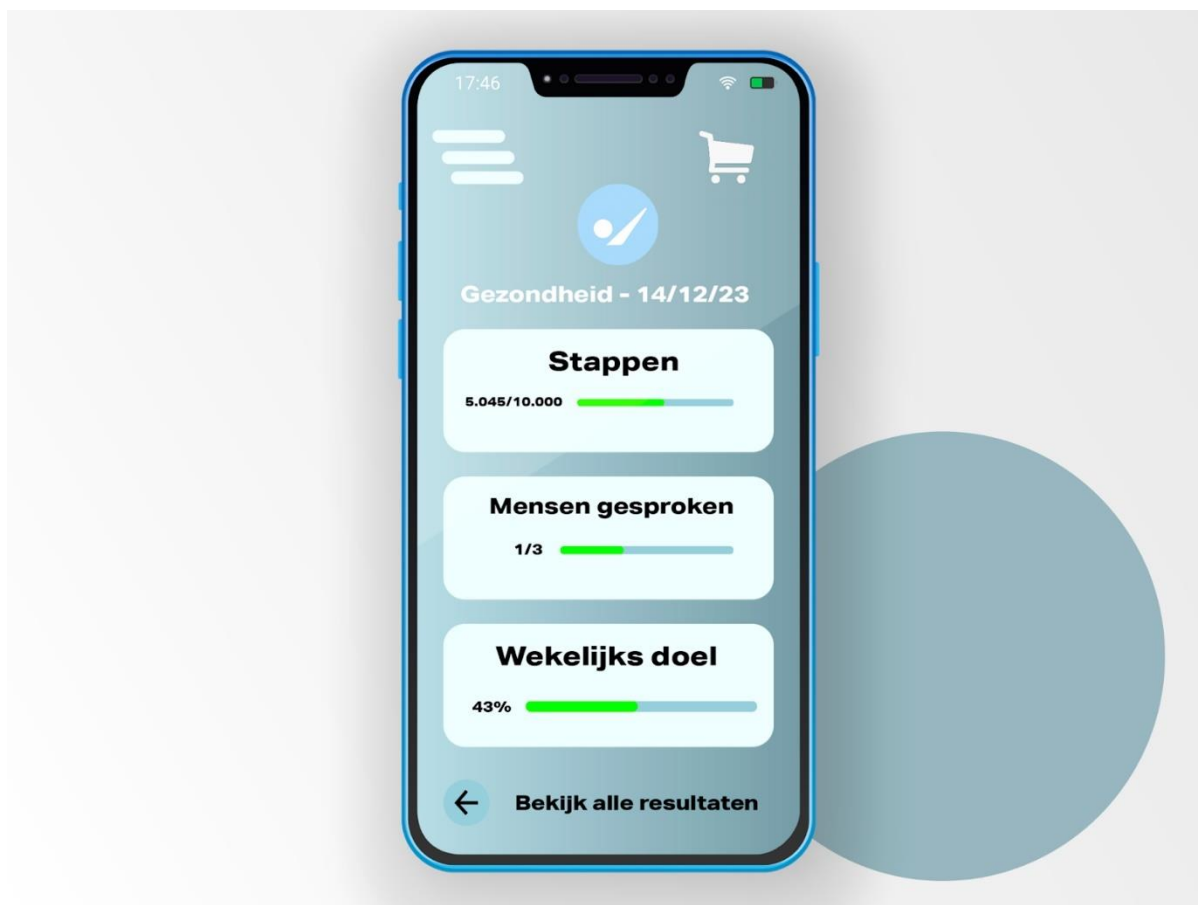 17:46
Gezondheid - 14/12/23
Stappen
5.045/10.000
Mensen gesproken
1/3
Wekelijks doel
43%
Bekijk alle resultaten